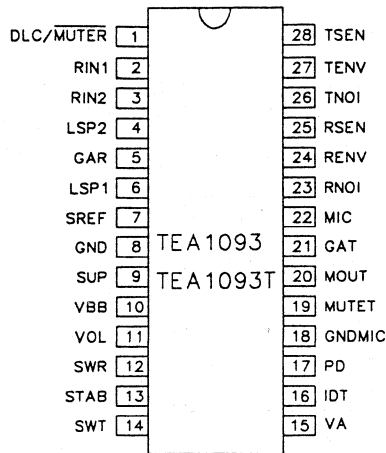 DLC/MUTER 1 28 TSEN
RIN1 2 27 TENV
RIN2 3 26 TNOI
LSP2 4 25 RSEN
GAR 5 24 RENV
LSP1 6 23 RNOI
SREF 7 22 MIC
GND 8 TEA1093 21 GAT
SUP 9 TEA1093T 20 MOUT
VBB 10 19 MUTET
VOL 11 18 GNDMIC
SWR 12 17 PD
STAB 13 16 IDT
SWT 14 15 VA